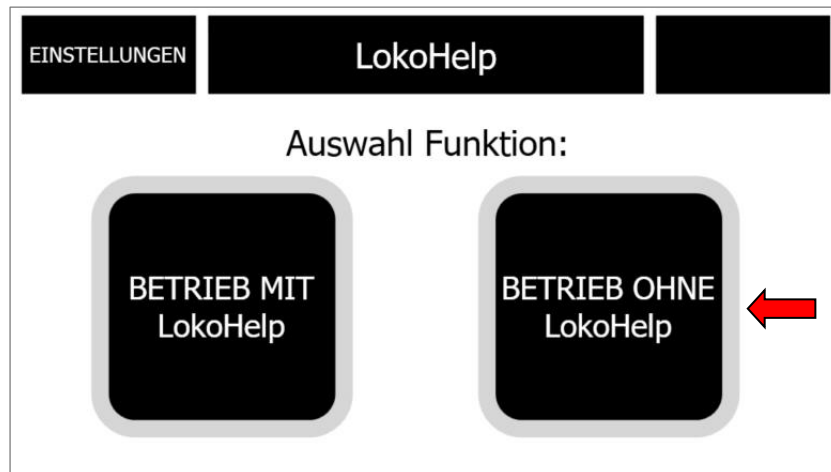 EINSTELLUNGEN
LokoHelp
Auswahl Funktion:
BETRIEB MIT
LokoHelp
BETRIEB OHNE
LokoHelp